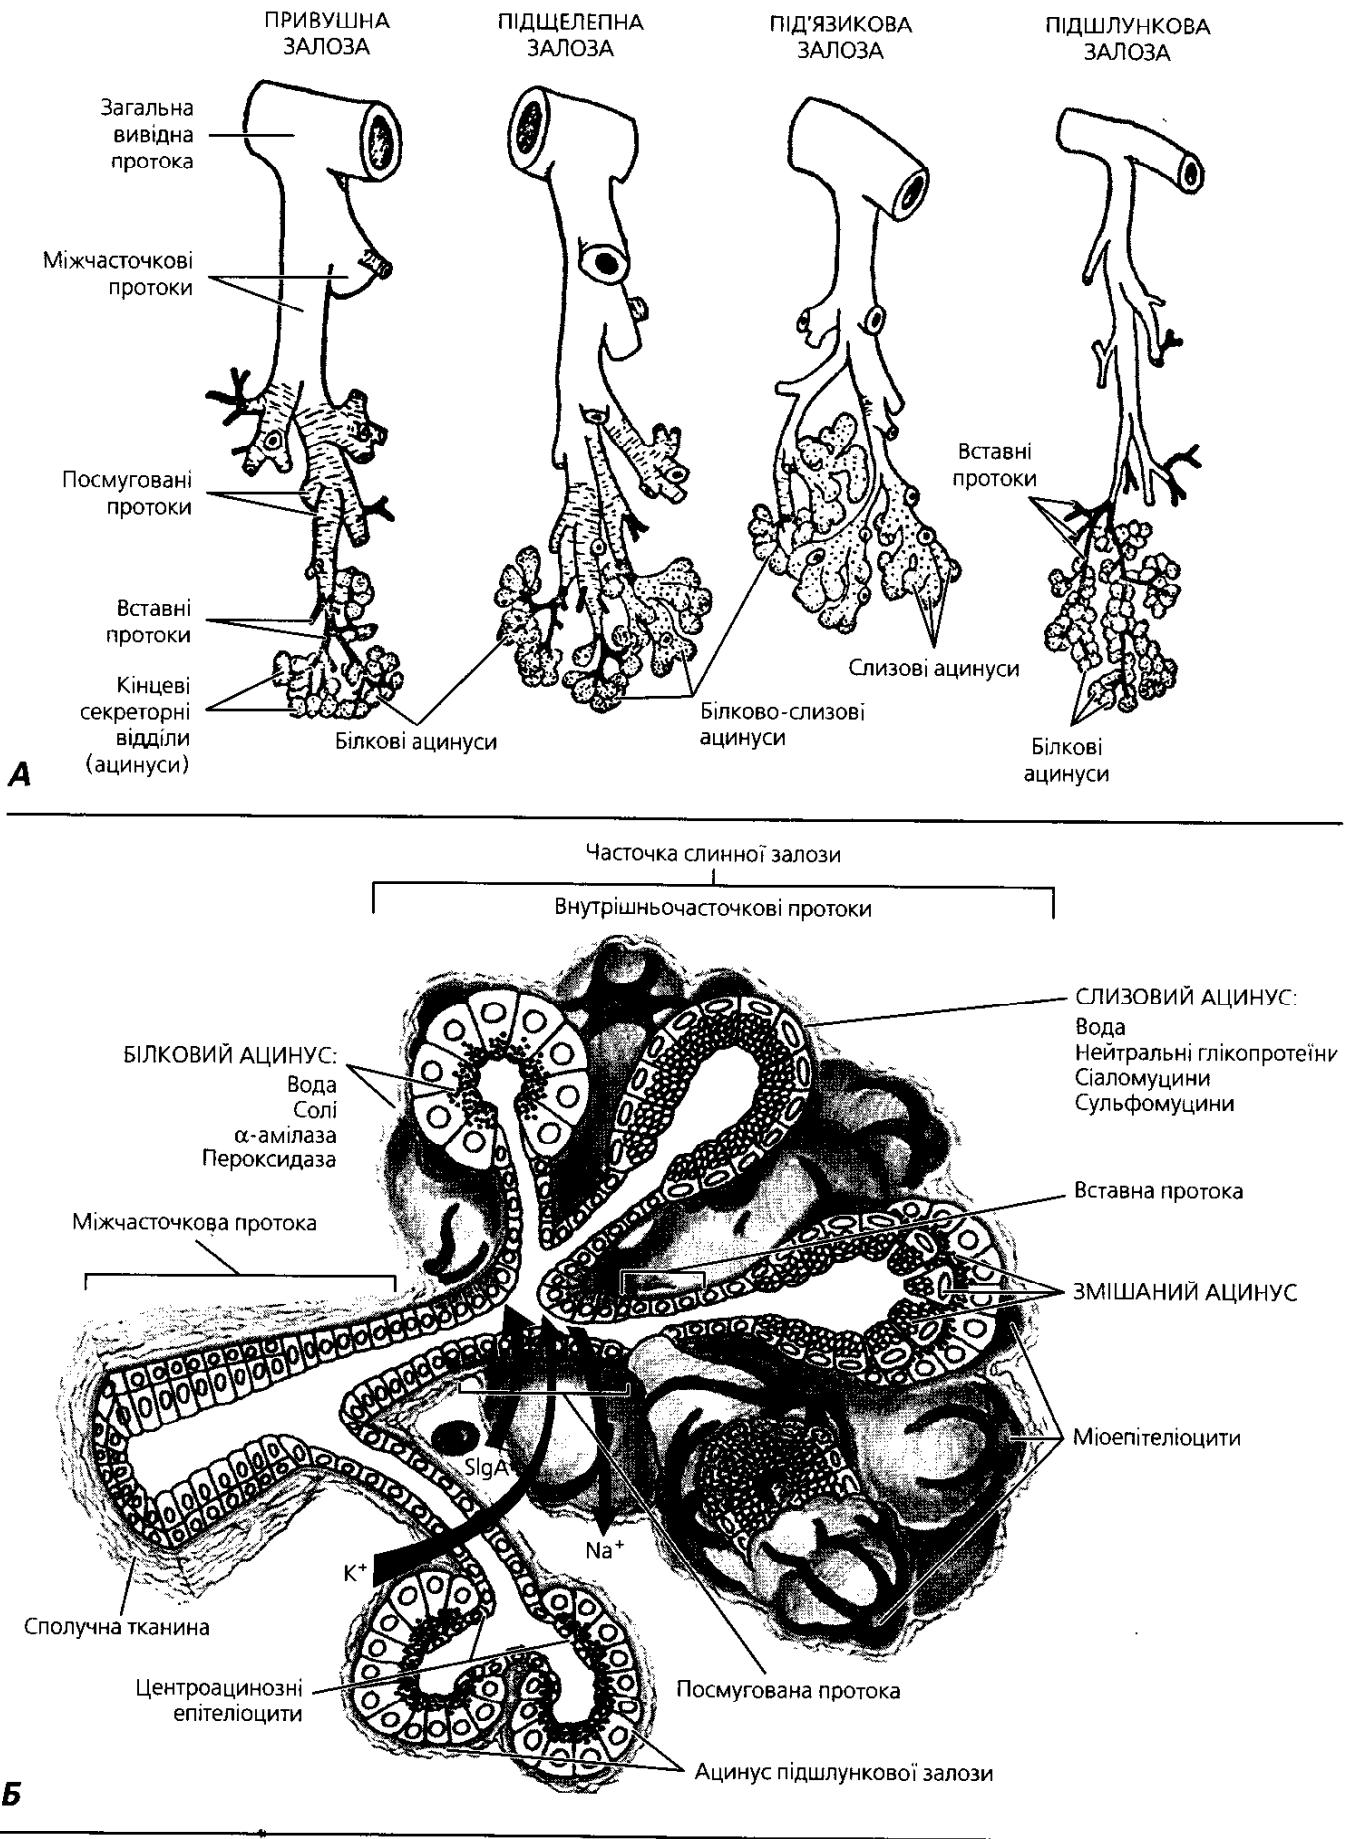 ПРИВУШНА
ЗАЛОЗА
ПІДЩЕЛЕПНА
ЗАЛОЗА
ПІД'ЯЗИКОВА
ЗАЛОЗА
ПІДШЛУНКОВА
ЗАЛОЗА
Загальна
вивідна
протока
Міжчасточкові
протоки
Посмуговані
протоки
Вставні
протоки
Вставні
протоки
Кінцеві
секреторні
відділи
(ацинуси)
Білкові ацинуси
Білково-слизові
ацинуси
Слизові ацинуси
Білкові
ацинуси
А
Часточка слинної залози
Внутрішньочасточкові протоки
БІЛКОВИЙ АЦИНУС:
Вода
Солі
α-амілаза
Пероксидаза
СЛИЗОВИЙ АЦИНУС:
Вода
Нейтральні глікопротеїни
Сіаломуцини
Сульфомуцини
Вставна протока
Міжчасточкова протока
ЗМІШАНИЙ АЦИНУС
Міоепітеліоцити
SIgA
Na⁺
K⁺
Сполучна тканина
Центроацинозні
епітеліоцити
Посмугована протока
Ацинус підшлункової залози
Б